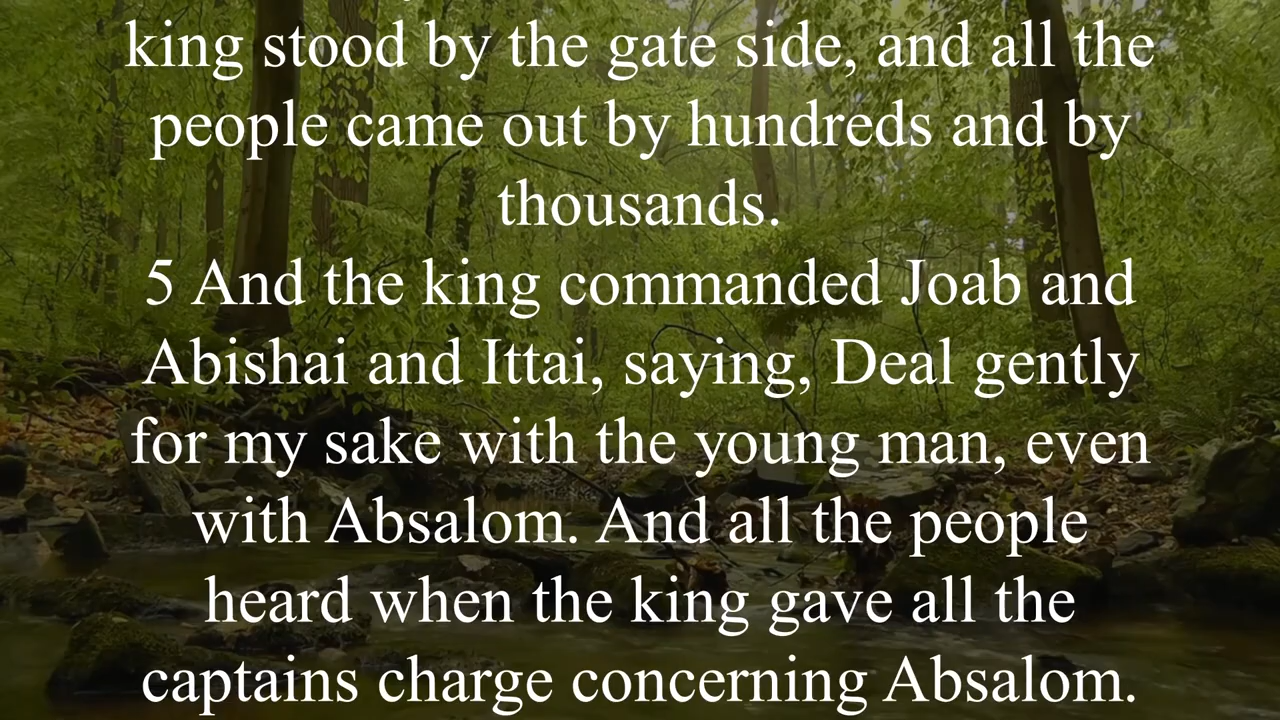 king stood by the gate side, and all the
people came out by hundreds and by
thousands.
5 And the king commanded Joab and
Abishai and Ittai, saying, Deal gently
for my sake with the young man, even
with Absalom. And all the people
heard when the king gave all the
captains charge concerning Absalom.